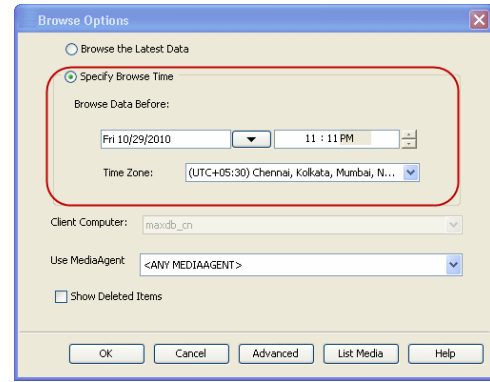 Browse Options
Browse the Latest Data
Specify Browse Time
Browse Data Before:
Fri 10/29/2010
11 : 11 PM
Time Zone:
(UTC+05:30) Chennai, Kolkata, Mumbai, N...
Client Computer:
maxdb_cn
Use MediaAgent
<ANY MEDIAAGENT>
Show Deleted Items
OK
Cancel
Advanced
List Media
Help